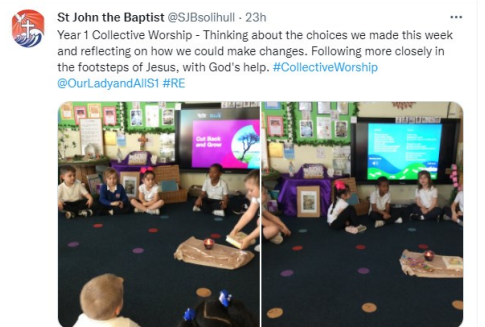 St John the Baptist @SJBsolihull · 23h
Year 1 Collective Worship - Thinking about the choices we made this week
and reflecting on how we could make changes. Following more closely in
the footsteps of Jesus, with God's help. #CollectiveWorship
@OurLadyandAllS1 #RE
Cut Back
and Grow